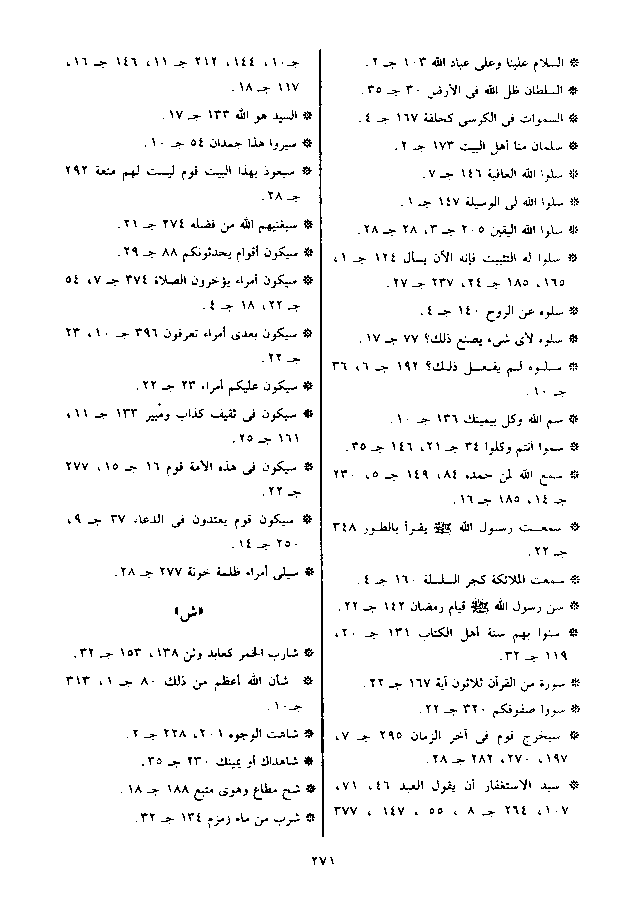 * السلام علينا وعلى عباد الله ١٠٣ جـ ٢.
* السلطان ظل الله فى الأرض ٣٠ جـ ٣٥.
* السموات فى الكرسى كحلقة ١٦٧ جـ ٤.
* سلمان منا أهل البيت ١٧٣ جـ ٢.
* سلوا الله العافية ١٤٦ جـ ٧.
* سلوا الله لى الوسيلة ١٤٧ جـ ١.
* سلوا الله اليقين ٢٠٥ جـ ٣، ٢٨ جـ ٢٨.
* سلوا له التثبيت فإنه الآن يسأل ١٢٤ جـ ١،
١٦٥، ١٨٥ جـ ٢٤، ٢٣٧ جـ ٢٧.
* سلوه عن الروح ١٤٠ جـ ٤.
* سلوه لأى شىء يصنع ذلك؟ ٧٧ جـ ١٧.
* سلوه لم يفعل ذلك؟ ١٩٢ جـ ٦، ٣٦
جـ ١٠.
* سم الله وكل بيمينك ١٣٦ جـ ١٠.
* سموا أنتم وكلوا ٣٤ جـ ٢١، ١٤٦ جـ ٣٥.
* سمع الله لمن حمده ٨٤، ١٤٩ جـ ٥، ٢٣٠
جـ ١٤، ١٨٥ جـ ١٦.
* سمعت رسول الله ﷺ يقرأ بالطور ٣٤٨
جـ ٢٢.
* سمعت الملائكة كجر السلسلة ١٦٠ جـ ٤.
* سن رسول الله ﷺ قيام رمضان ١٤٢ جـ ٢٢.
* سنوا بهم سنة أهل الكتاب ١٣١ جـ ٢٠،
١١٩ جـ ٣٢.
* سورة من القرآن ثلاثون آية ١٦٧ جـ ٢٢.
* سووا صفوفكم ٣٢٠ جـ ٢٢.
* سيخرج قوم فى آخر الزمان ٢٩٥ جـ ٧،
١٩٧، ٢٧٠، ٢٨٢ جـ ٢٨.
* سيد الاستغفار أن يقول العبد ٤٦، ٧١،
١٠٧، ٢٦٤ جـ ٨، ٥٥، ١٤٧، ٣٧٧
جـ١٠، ١٤٤، ٢١٢ جـ ١١، ١٤٦ جـ ١٦،
١١٧ جـ ١٨.
* السيد هو الله ١٣٣ جـ ١٧.
* سيروا هذا جمدان ٥٤ جـ ١٠.
* سيعوذ بهذا البيت قوم ليست لهم منعة ٢٩٢
جـ ٢٨.
* سيغنيهم الله من فضله ٢٧٤ جـ ٢١.
* سيكون أقوام يحدثونكم ٨٨ جـ ٢٩.
* سيكون أمراء يؤخرون الصلاة ٣٧٤ جـ ٧، ٥٤
جـ ٢٢، ١٨ جـ ٤.
* سيكون بعدى أمراء تعرفون ٣٩٦ جـ ١٠، ٢٣
جـ ٢٢.
* سيكون عليكم أمراء ٢٣ جـ ٢٢.
* سيكون فى ثقيف كذاب ومُبير ١٣٣ جـ ١١،
١٦١ جـ ٢٥.
* سيكون فى هذه الأمة قوم ١٦ جـ ١٥، ٢٧٧
جـ ٢٢.
* سيكون قوم يعتدون فى الدعاء ٣٧ جـ ٩،
٢٥٠ جـ ١٤.
* سيلى أمراء ظلمة خونة ٢٧٧ جـ ٢٨.
«ش»
* شارب الخمر كعابد وثن ١٣٨، ١٥٣ جـ ٣٢.
* شأن الله أعظم من ذلك ٨٠ جـ ١، ٣١٣،
جـ١٠.
* شاهت الوجوه ٢٠١، ٢٢٨ جـ ٢.
* شاهداك أو يمينك ٢٣٠ جـ ٣٥.
* شح مطاع وهوى متبع ١٨٨ جـ ١٨.
* شرب من ماء زمزم ١٣٤ جـ ٣٢.
٢٧١